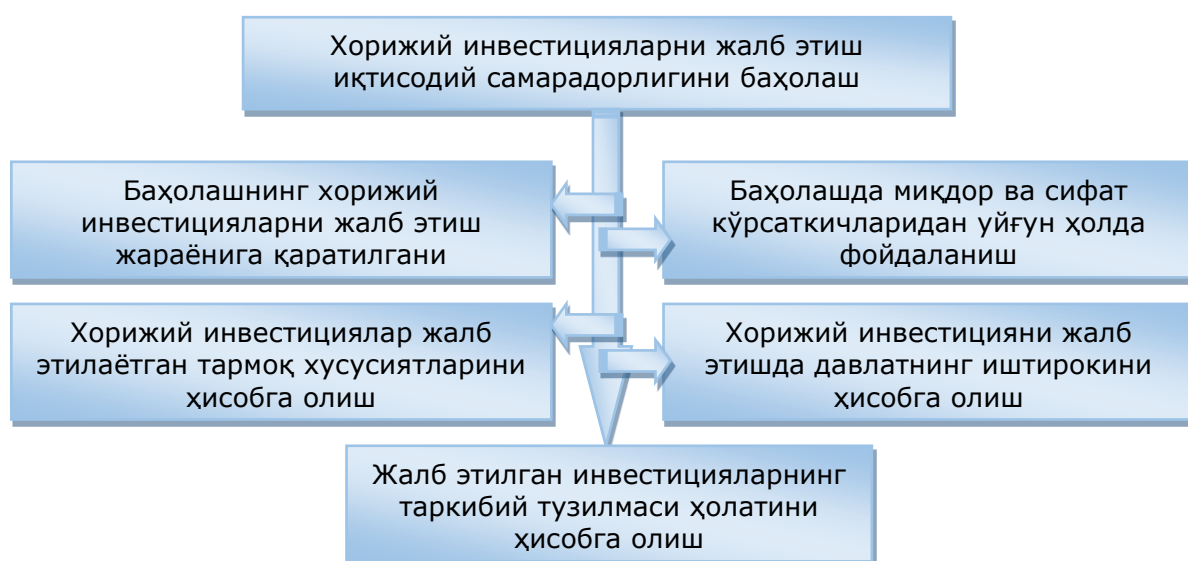 Хорижий инвестицияларни жалб этиш
иқтисодий самарадорлигини баҳолаш
Баҳолашнинг хорижий
инвестицияларни жалб этиш
жараёнига қаратилгани
Баҳолашда миқдор ва сифат
кўрсаткичларидан уйғун ҳолда
фойдаланиш
Хорижий инвестициялар жалб
этилаётган тармоқ хусусиятларини
ҳисобга олиш
Хорижий инвестицияни жалб
этишда давлатнинг иштирокини
ҳисобга олиш
Жалб этилган инвестицияларнинг
таркибий тузилмаси ҳолатини
ҳисобга олиш